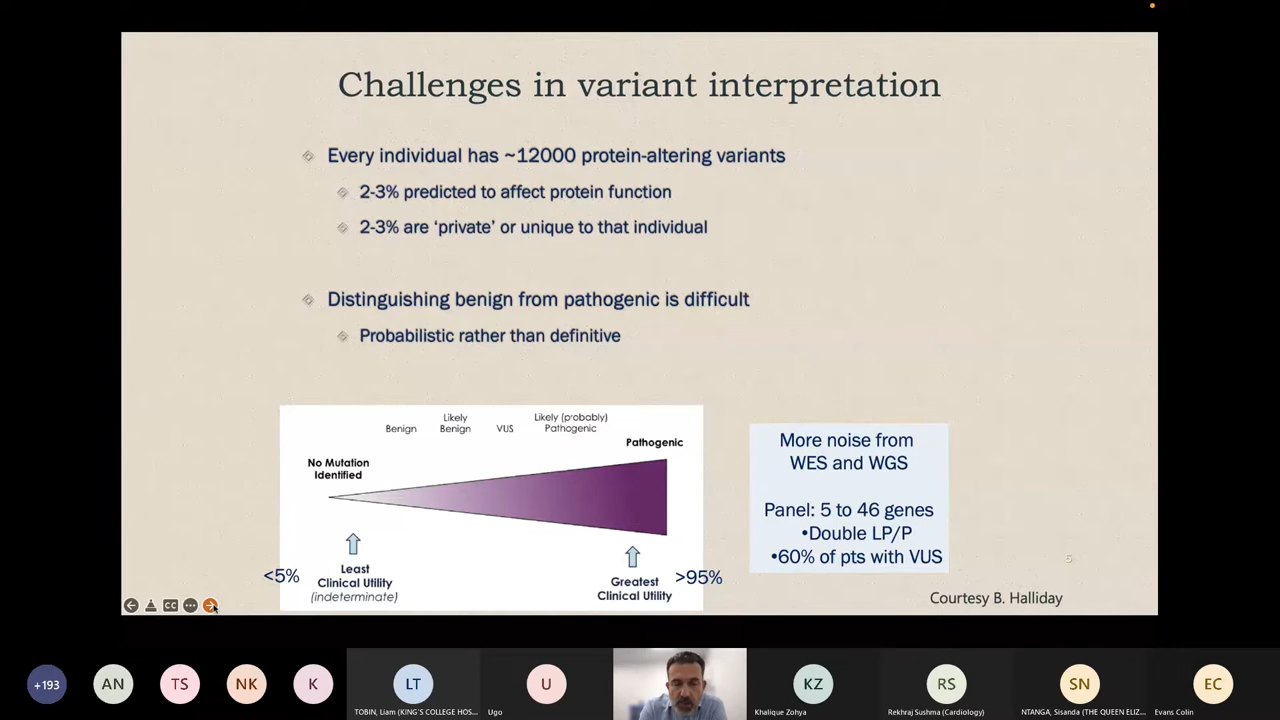 Challenges in variant interpretation
Every individual has ~12000 protein-altering variants
2-3% predicted to affect protein function
2-3% are ‘private’ or unique to that individual
Distinguishing benign from pathogenic is difficult
Probabilistic rather than definitive
Benign
Likely
Benign
VUS
Likely (probably)
Pathogenic
Pathogenic
No Mutation
Identified
<5%
Least
Clinical Utility
(indeterminate)
Greatest
Clinical Utility
>95%
More noise from
WES and WGS
Panel: 5 to 46 genes
•Double LP/P
•60% of pts with VUS
5
Courtesy B. Halliday
CC
+193
AN
TS
NK
K
LT
TOBIN, Liam (KING'S COLLEGE HOS...
U
Ugo
KZ
Khalique Zohya
RS
Rekhraj Sushma (Cardiology)
SN
NTANGA, Sisanda (THE QUEEN ELIZ...
EC
Evans Colin